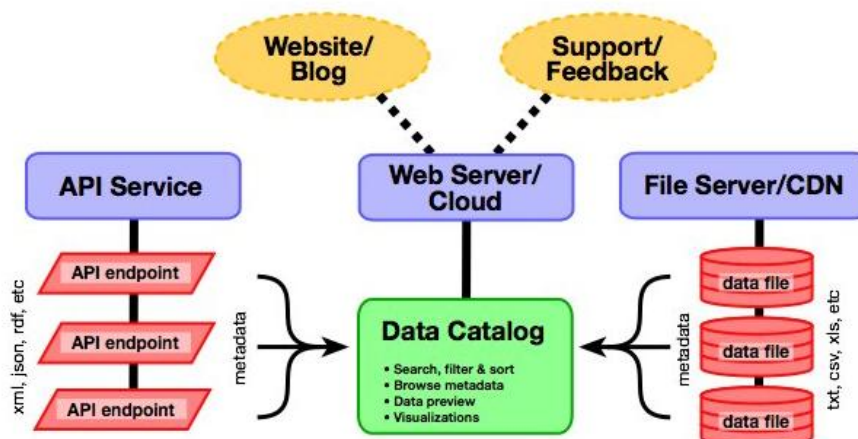 Website/
Blog
Support/
Feedback
API Service
Web Server/
Cloud
File Server/CDN
API endpoint
API endpoint
API endpoint
xml, json, rdf, etc
metadata
Data Catalog
• Search, filter & sort
• Browse metadata
• Data preview
• Visualizations
metadata
data file
data file
data file
txt, csv, xls, etc